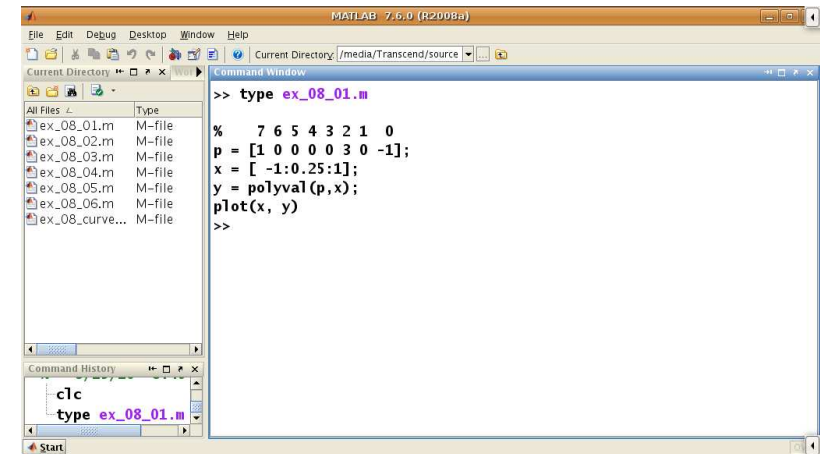 MATLAB 7.6.0 (R2008a)
File Edit Debug Desktop Window Help
Current Directory: /media/Transcend/source ...
Current Directory Wor
Command Window
All Files Type
ex_08_01.m M-file
ex_08_02.m M-file
ex_08_03.m M-file
ex_08_04.m M-file
ex_08_05.m M-file
ex_08_06.m M-file
ex_08_curve... M-file
>> type ex_08_01.m
% 7 6 5 4 3 2 1 0
p = [1 0 0 0 0 3 0 -1];
x = [ -1:0.25:1];
y = polyval(p,x);
plot(x, y)
>>
Command History
clc
type ex_08_01.m
Start